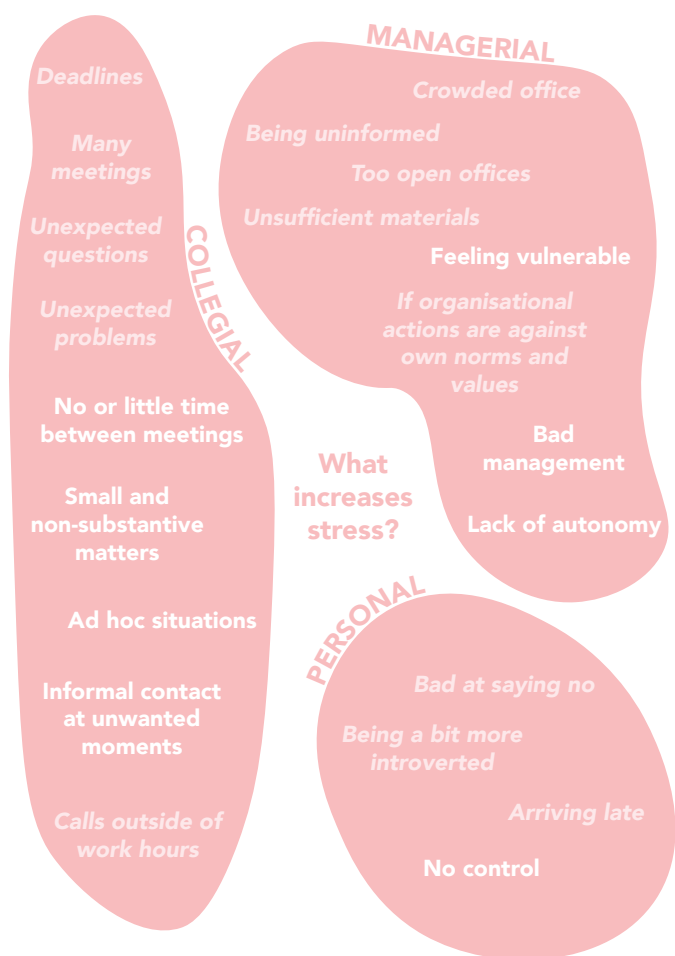 Deadlines
Many
meetings
Unexpected
questions
Unexpected
problems
No or little time
between meetings
Small and
non-substantive
matters
Ad hoc situations
Informal contact
at unwanted
moments
Calls outside of
work hours
COLLEGIAL
MANAGERIAL
Crowded office
Being uninformed
Too open offices
Unsufficient materials
Feeling vulnerable
If organisational
actions are against
own norms and
values
Bad
management
Lack of autonomy
What
increases
stress?
PERSONAL
Bad at saying no
Being a bit more
introverted
Arriving late
No control